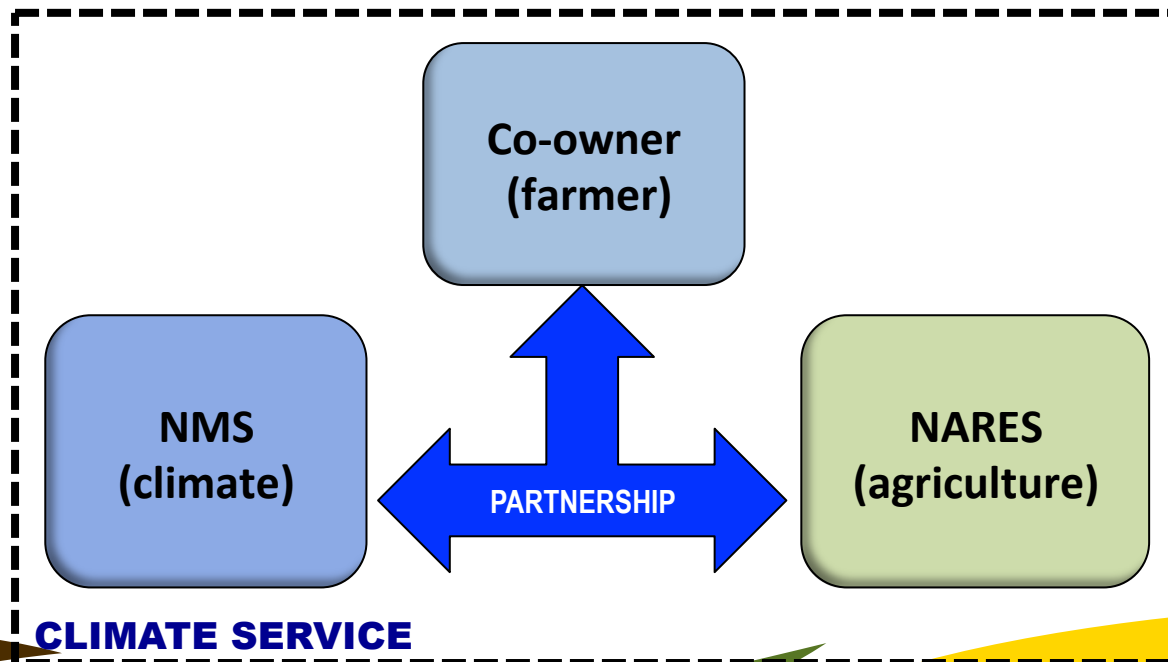 Co-owner
(farmer)
NMS
(climate)
NARES
(agriculture)
PARTNERSHIP
CLIMATE SERVICE